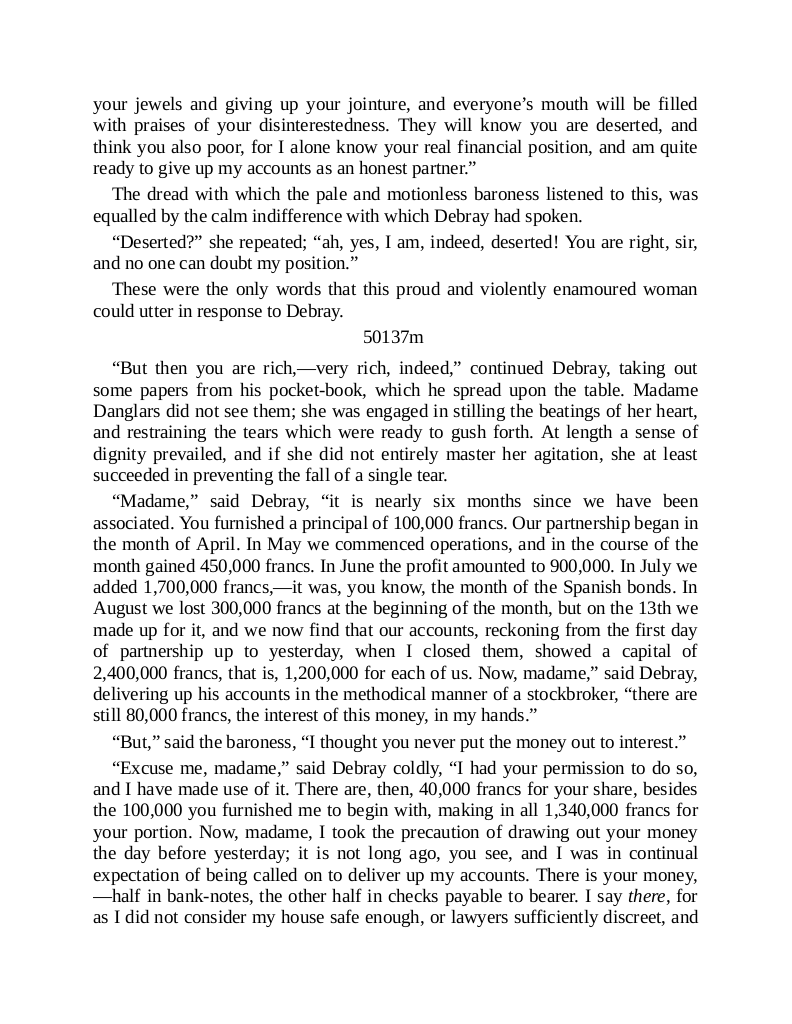 your jewels and giving up your jointure, and everyone’s mouth will be filled
with praises of your disinterestedness. They will know you are deserted, and
think you also poor, for I alone know your real financial position, and am quite
ready to give up my accounts as an honest partner.”
The dread with which the pale and motionless baroness listened to this, was
equalled by the calm indifference with which Debray had spoken.
“Deserted?” she repeated; “ah, yes, I am, indeed, deserted! You are right, sir,
and no one can doubt my position.”
These were the only words that this proud and violently enamoured woman
could utter in response to Debray.
50137m
“But then you are rich,—very rich, indeed,” continued Debray, taking out
some papers from his pocket-book, which he spread upon the table. Madame
Danglars did not see them; she was engaged in stilling the beatings of her heart,
and restraining the tears which were ready to gush forth. At length a sense of
dignity prevailed, and if she did not entirely master her agitation, she at least
succeeded in preventing the fall of a single tear.
“Madame,” said Debray, “it is nearly six months since we have been
associated. You furnished a principal of 100,000 francs. Our partnership began in
the month of April. In May we commenced operations, and in the course of the
month gained 450,000 francs. In June the profit amounted to 900,000. In July we
added 1,700,000 francs,—it was, you know, the month of the Spanish bonds. In
August we lost 300,000 francs at the beginning of the month, but on the 13th we
made up for it, and we now find that our accounts, reckoning from the first day
of partnership up to yesterday, when I closed them, showed a capital of
2,400,000 francs, that is, 1,200,000 for each of us. Now, madame,” said Debray,
delivering up his accounts in the methodical manner of a stockbroker, “there are
still 80,000 francs, the interest of this money, in my hands.”
“But,” said the baroness, “I thought you never put the money out to interest.”
“Excuse me, madame,” said Debray coldly, “I had your permission to do so,
and I have made use of it. There are, then, 40,000 francs for your share, besides
the 100,000 you furnished me to begin with, making in all 1,340,000 francs for
your portion. Now, madame, I took the precaution of drawing out your money
the day before yesterday; it is not long ago, you see, and I was in continual
expectation of being called on to deliver up my accounts. There is your money,
—half in bank-notes, the other half in checks payable to bearer. I say there, for
as I did not consider my house safe enough, or lawyers sufficiently discreet, and